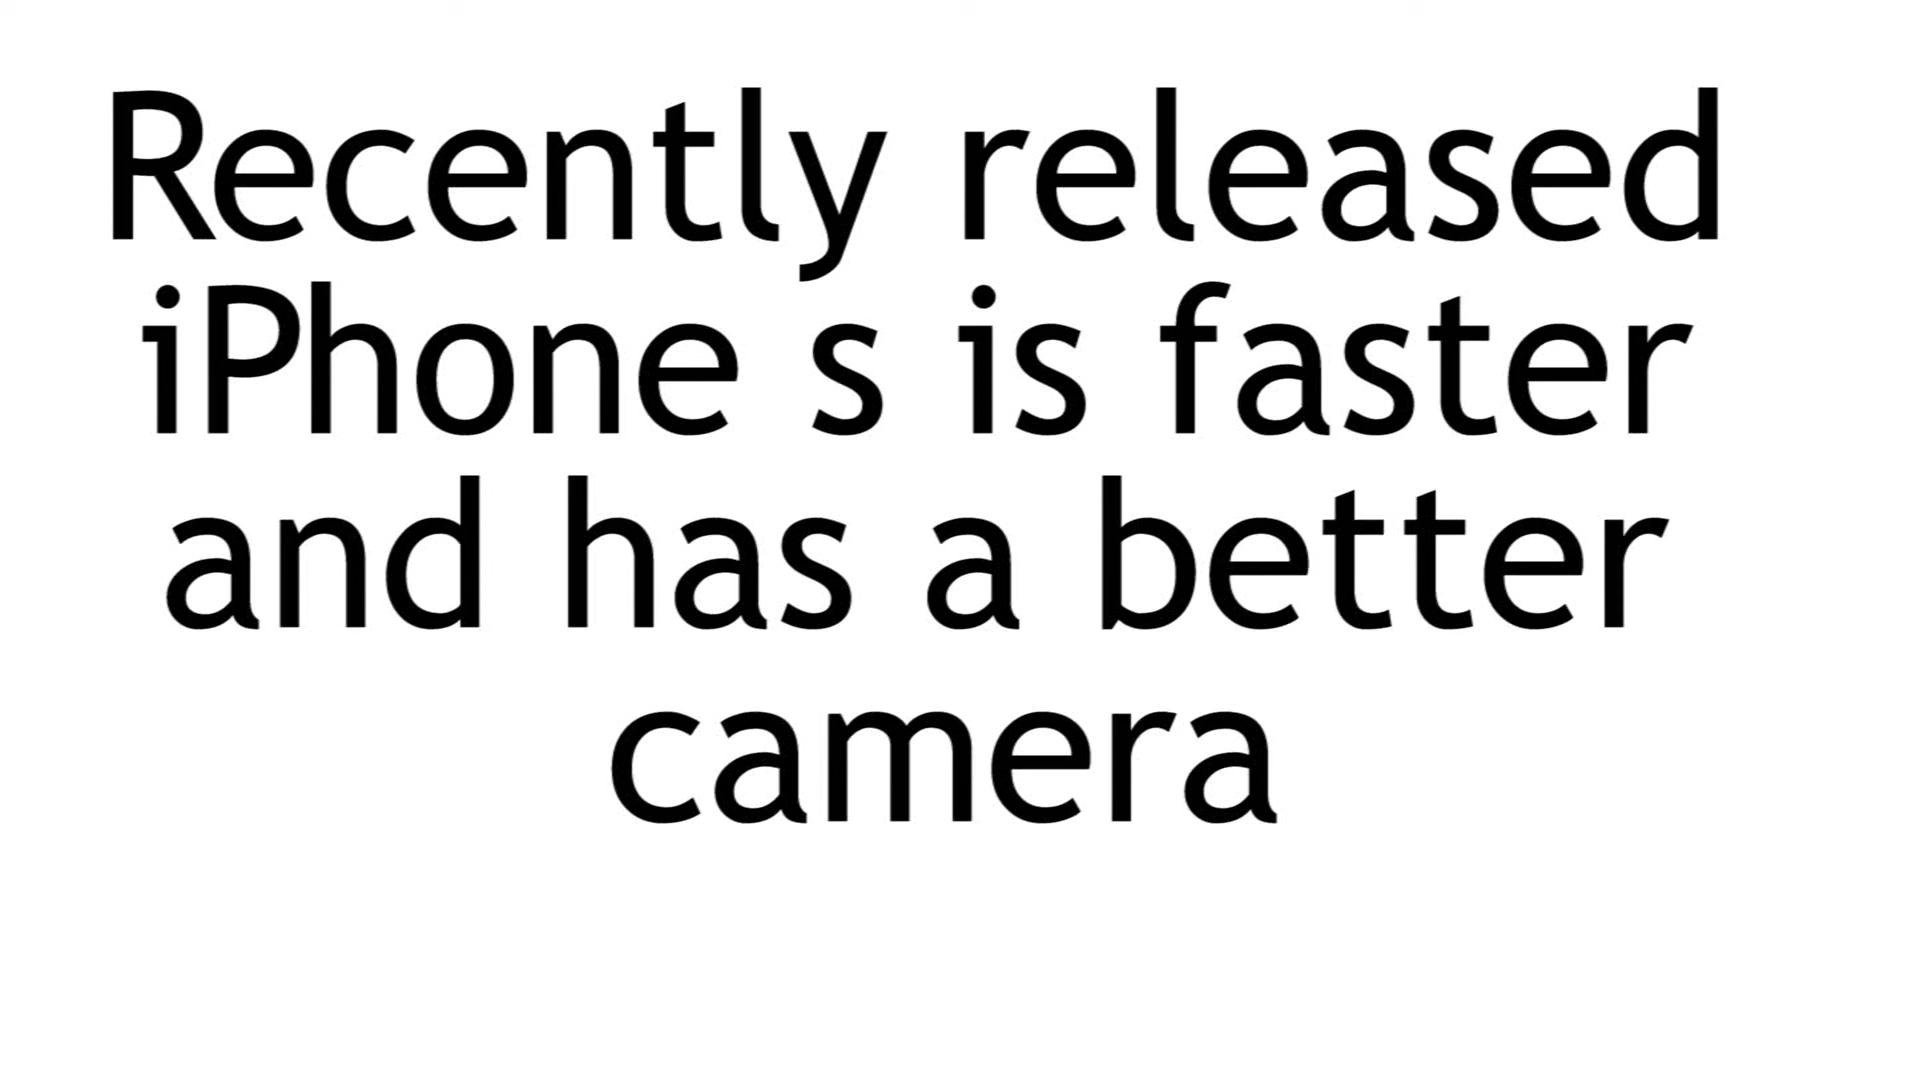 Recently released
iPhone s is faster
and has a better
camera